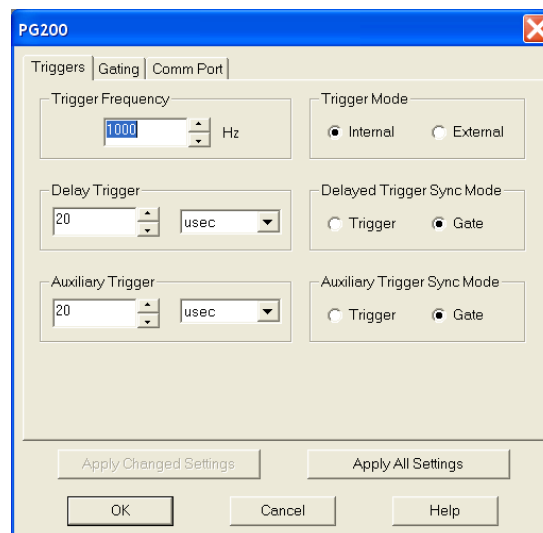 PG200
Triggers Gating Comm Port
Trigger Frequency Trigger Mode
1000 Hz Internal External
Delay Trigger Delayed Trigger Sync Mode
20 usec Trigger Gate
Auxiliary Trigger Auxiliary Trigger Sync Mode
20 usec Trigger Gate
Apply Changed Settings Apply All Settings
OK Cancel Help